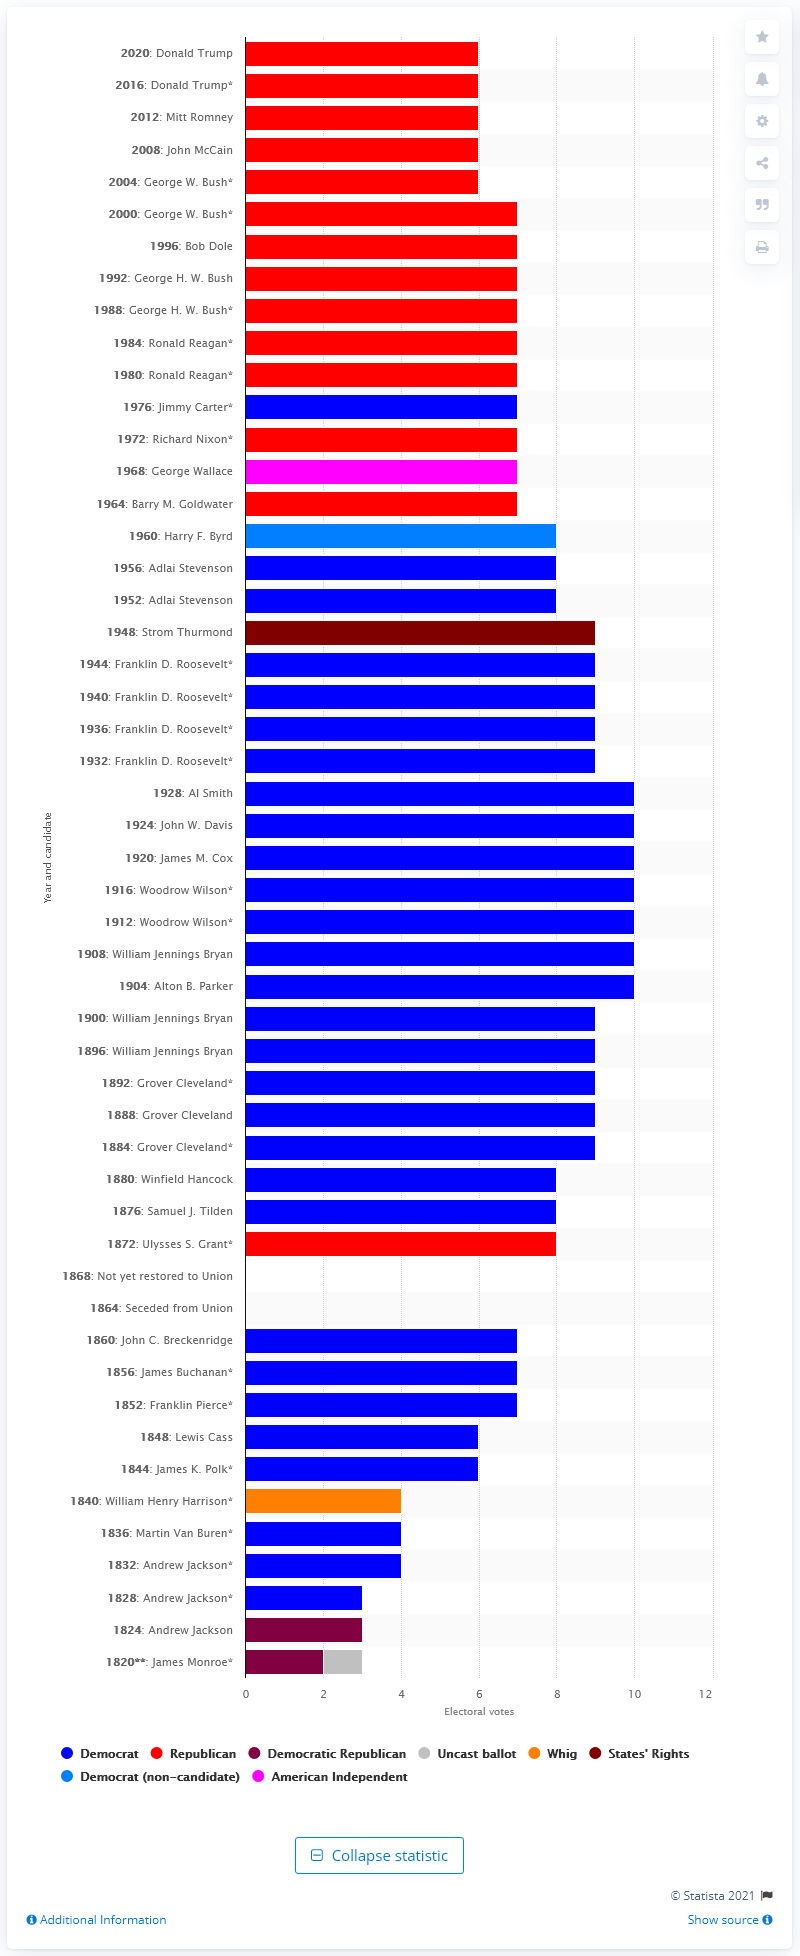 2020: Donald Trump
2016: Donald Trump*
2012: Mitt Romney
2008: John McCain
2004: George W. Bush*
2000: George W. Bush*
1996: Bob Dole
1992: George H. W. Bush
1988: George H. W. Bush*
1984: Ronald Reagan*
1980: Ronald Reagan*
1976: Jimmy Carter*
1972: Richard Nixon*
1968: George Wallace
1964: Barry M. Goldwater
1960: Harry F. Byrd
1956: Adlai Stevenson
1952: Adlai Stevenson
1948: Strom Thurmond
1944: Franklin D. Roosevelt*
1940: Franklin D. Roosevelt*
1936: Franklin D. Roosevelt*
1932: Franklin D. Roosevelt*
1928: Al Smith
1924: John W. Davis
1920: James M. Cox
1916: Woodrow Wilson*
1912: Woodrow Wilson*
1908: William Jennings Bryan
1904: Alton B. Parker
1900: William Jennings Bryan
1896: William Jennings Bryan
1892: Grover Cleveland*
1888: Grover Cleveland
1884: Grover Cleveland*
1880: Winfield Hancock
1876: Samuel J. Tilden
1872: Ulysses S. Grant*
1868: Not yet restored to Union
1864: Seceded from Union
1860: John C. Breckenridge
1856: James Buchanan*
1852: Franklin Pierce*
1848: Lewis Cass
1844: James K. Polk*
1840: William Henry Harrison*
1836: Martin Van Buren*
1832: Andrew Jackson*
1828: Andrew Jackson*
1824: Andrew Jackson
1820**: James Monroe*
Year and candidate
0 2 4 6 8 10 12
Electoral votes
Democrat Republican Democratic Republican Uncast ballot Whig States' Rights
Democrat (non-candidate) American Independent
Collapse statistic
© Statista 2021
Additional Information Show source